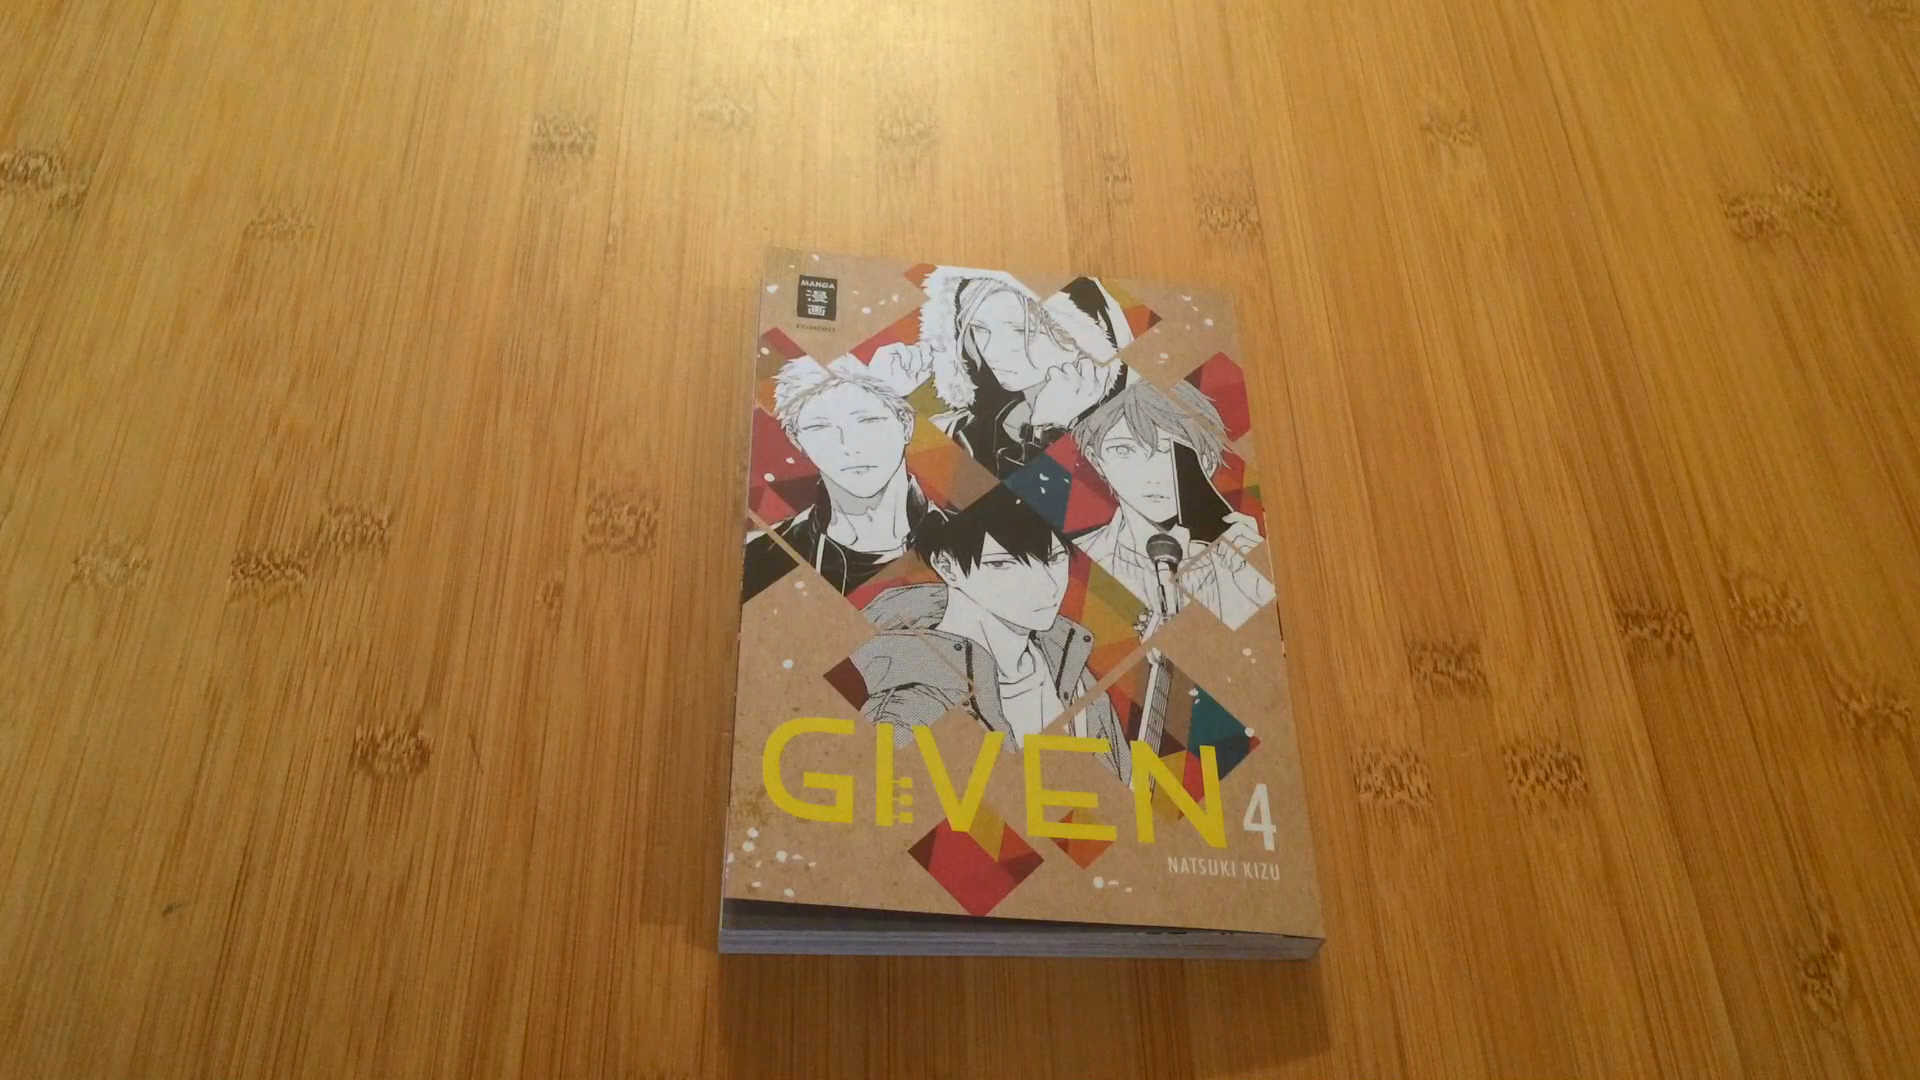 MANGA
漫
画
EGMONT
GIVEN 4
NATSUKI KIZU